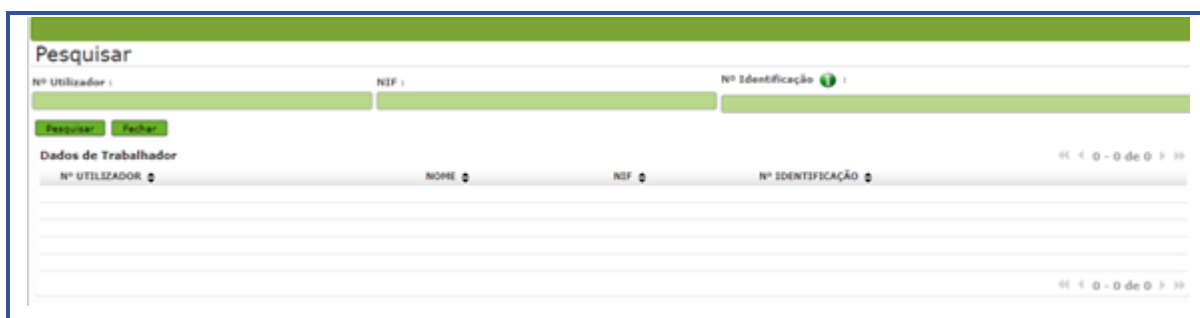 Pesquisar
Nº Utilizador :
NIF :
Nº Identificação :
Pesquisar Fechar
Dados de Trabalhador
0 - 0 de 0
Nº UTILIZADOR NOME NIF Nº IDENTIFICAÇÃO
0 - 0 de 0